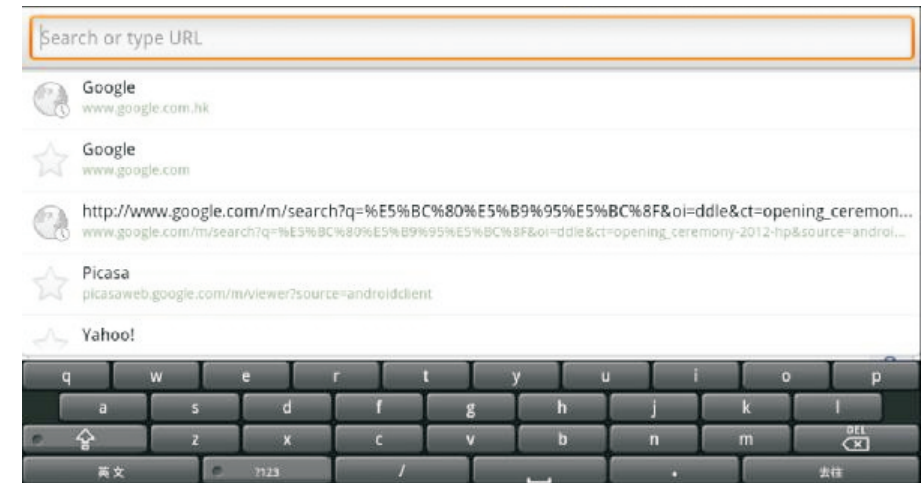 Search or type URL
Google
www.google.com.hk
Google
www.google.com
http://www.google.com/m/search?q=%E5%BC%80%E5%B9%95%E5%BC%8F&oi=ddle&ct=opening_ceremon...
www.google.com/m/search?q=%E5%BC%80%E5%B9%95%E5%BC%8F&oi=ddle&ct=opening_ceremony-2012-hp&source=androi...
Picasa
picasaweb.google.com/m/viewer?source=androidclient
Yahoo!
q w e r t y u i o p
a s d f g h j k l
z x c v b n m DEL
英文 ?123 / . 去往